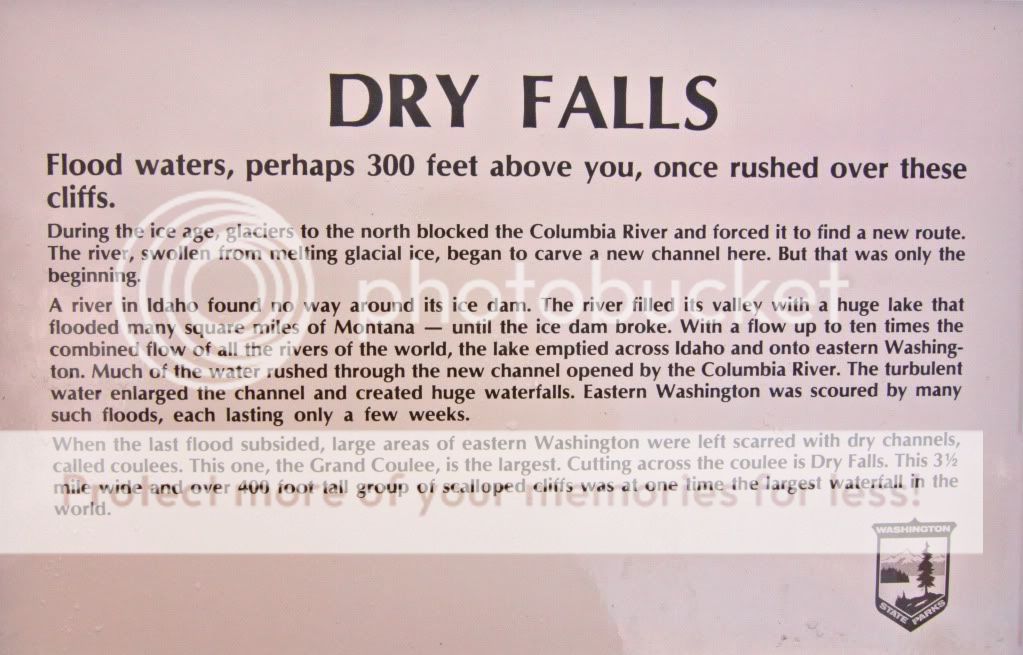 DRY FALLS
Flood waters, perhaps 300 feet above you, once rushed over these
cliffs.
During the ice age, glaciers to the north blocked the Columbia River and forced it to find a new route.
The river, swollen from melting glacial ice, began to carve a new channel here. But that was only the
beginning.
A river in Idaho found no way around its ice dam. The river filled its valley with a huge lake that
flooded many square miles of Montana — until the ice dam broke. With a flow up to ten times the
combined flow of all the rivers of the world, the lake emptied across Idaho and onto eastern Washing-
ton. Much of the water rushed through the new channel opened by the Columbia River. The turbulent
water enlarged the channel and created huge waterfalls. Eastern Washington was scoured by many
such floods, each lasting only a few weeks.
When the last flood subsided, large areas of eastern Washington were left scarred with dry channels,
called coulees. This one, the Grand Coulee, is the largest. Cutting across the coulee is Dry Falls. This 3½
mile wide and over 400 foot tall group of scalloped cliffs was at one time the largest waterfall in the
world.
WASHINGTON
STATE PARKS
photobucket
Protect more of your memories for less!